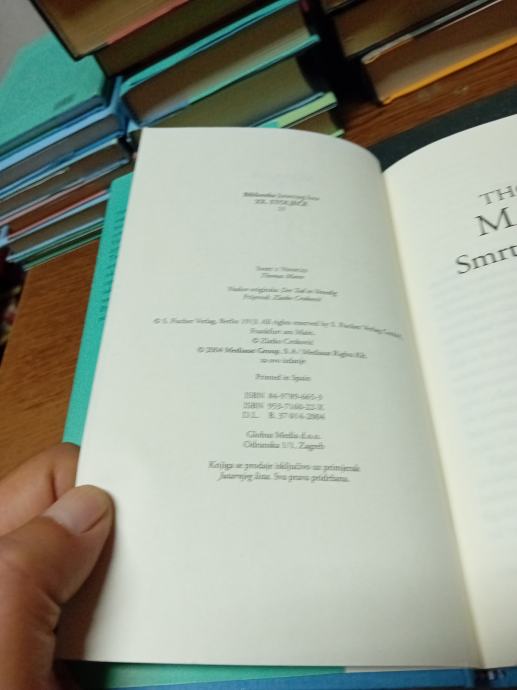 Biblioteka Jutarnjeg lista
XX. STOLJEĆE
Smrt u Veneciji
Thomas Mann
Naslov originala: Der Tod in Venedig
Prijevod: Zlatko Crnković
© S. Fischer Verlag, Berlin 1913. All rights reserved by S. Fischer Verlag GmbH,
Frankfurt am Main.
© Zlatko Crnković
© 2004 Mediasat Group, S.A./ Mediasat Rights Kft.
za ovo izdanje
Printed in Spain
ISBN 84-9789-665-3
ISBN 953-7160-22-X
D.L. B. 37 016-2004
Globus Media d.o.o.
Odranska 1/1. Zagreb
Knjiga se prodaje isključivo uz primjerak
Jutarnjeg lista. Sva prava pridržana.
THO
M
Smrt